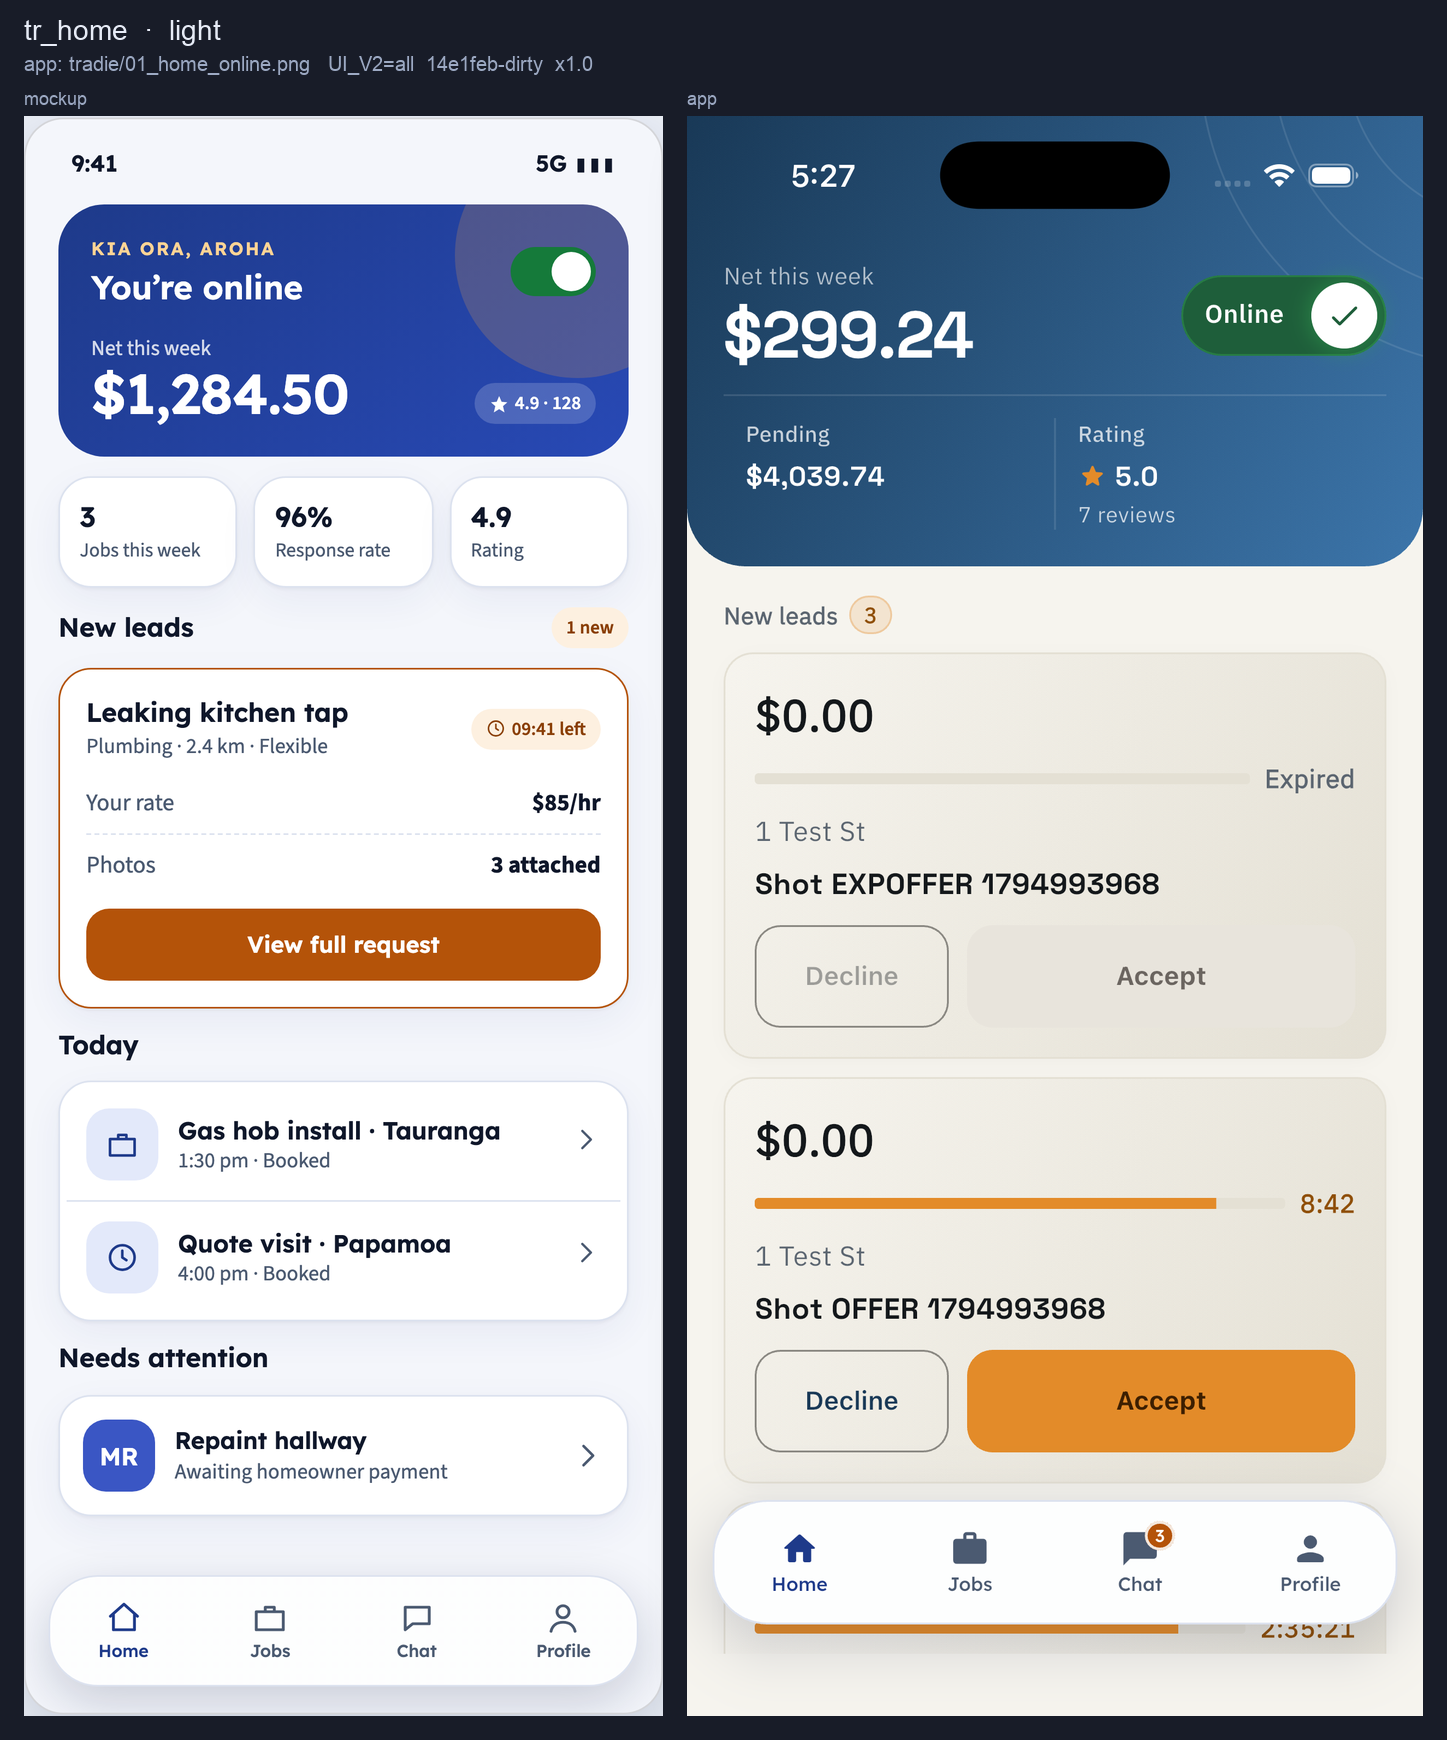 tr_home · light
app: tradie/01_home_online.png UI_V2=all 14e1feb-dirty x1.0
mockup
9:41
5G
KIA ORA, AROHA
You're online
Net this week
$1,284.50
4.9 · 128
3
Jobs this week
96%
Response rate
4.9
Rating
New leads
1 new
Leaking kitchen tap
Plumbing · 2.4 km · Flexible
09:41 left
Your rate
$85/hr
Photos
3 attached
View full request
Today
Gas hob install · Tauranga
1:30 pm · Booked
Quote visit · Papamoa
4:00 pm · Booked
Needs attention
MR
Repaint hallway
Awaiting homeowner payment
Home
Jobs
Chat
Profile
app
5:27
Net this week
$299.24
Online
Pending
$4,039.74
Rating
5.0
7 reviews
New leads 3
$0.00
Expired
1 Test St
Shot EXPOFFER 1794993968
Decline
Accept
$0.00
8:42
1 Test St
Shot OFFER 1794993968
Decline
Accept
3
Home
Jobs
Chat
Profile
2:35:21